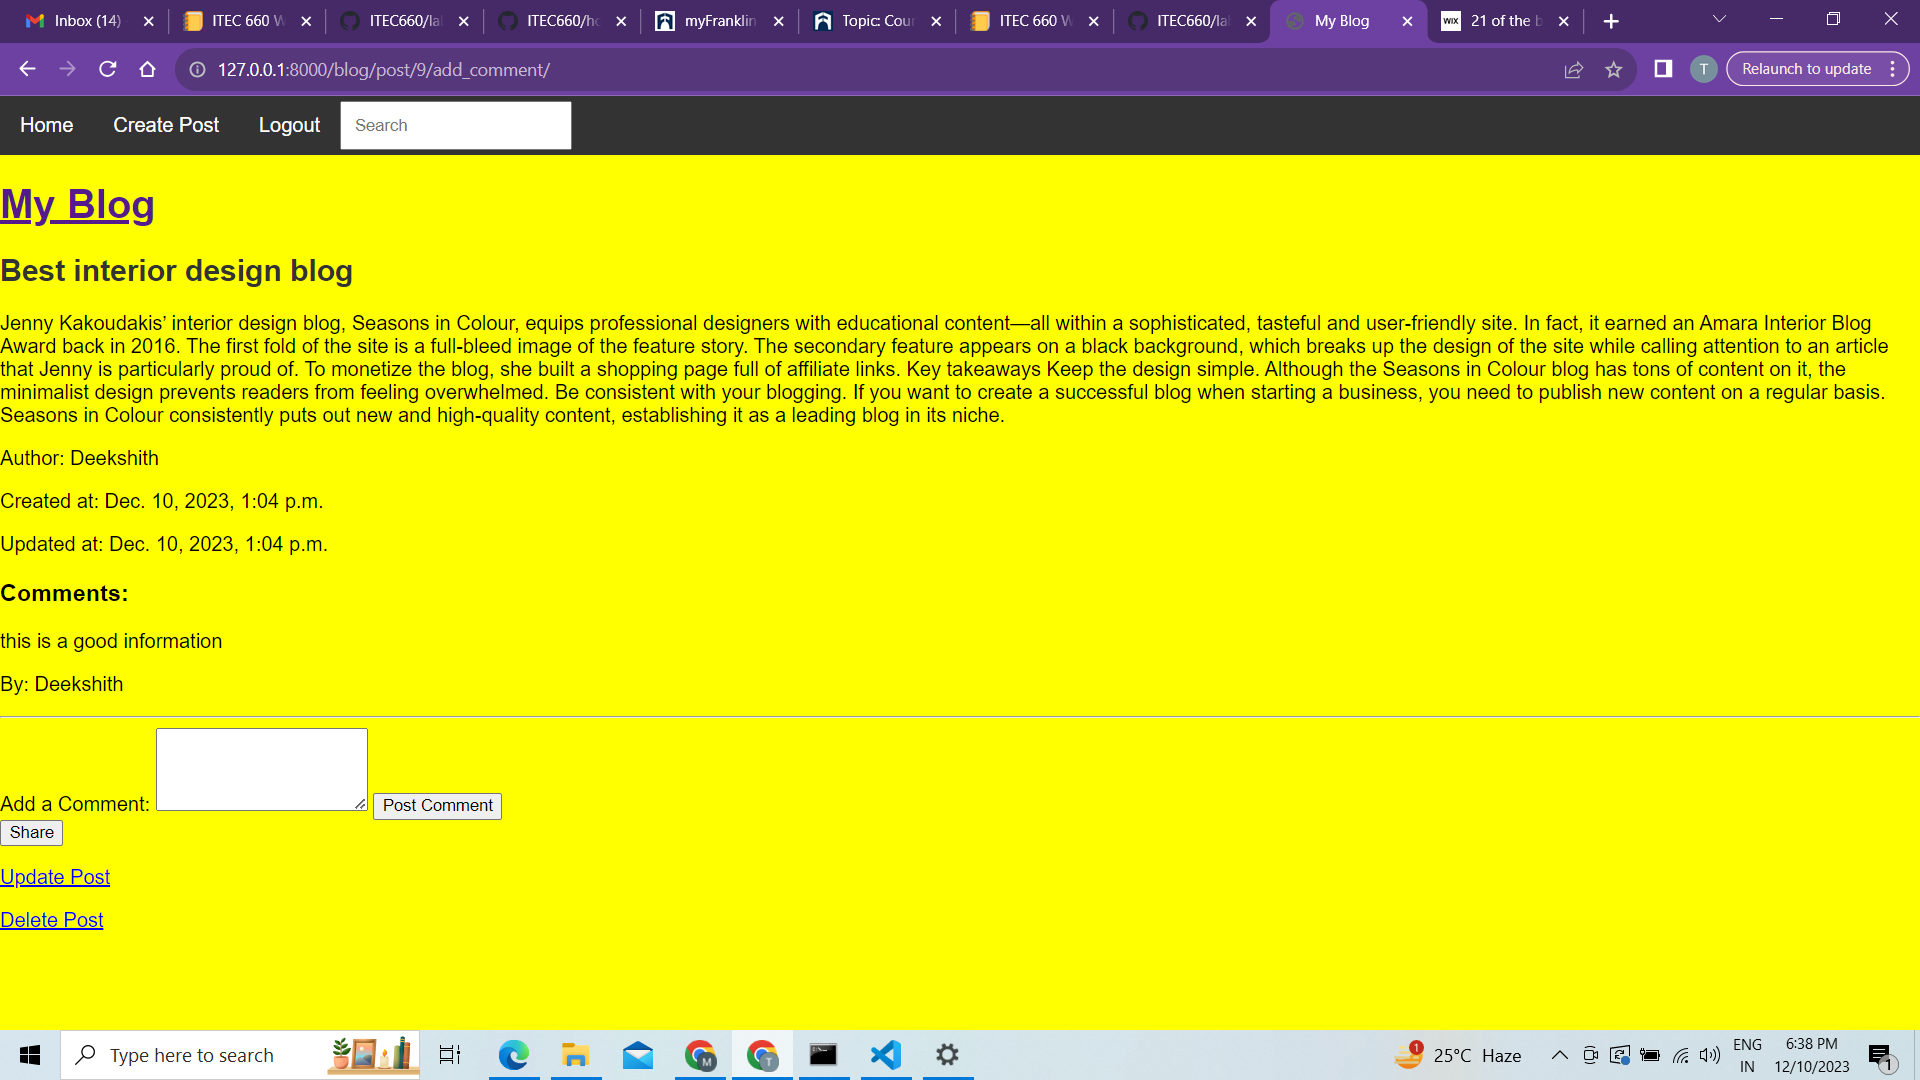 Inbox (14)
ITEC 660 W
ITEC660/la
ITEC660/ho
myFranklin
Topic: Cour
ITEC 660 W
ITEC660/la
My Blog
WIX
21 of the b
127.0.0.1:8000/blog/post/9/add_comment/
T
Relaunch to update
Home
Create Post
Logout
Search
My Blog
Best interior design blog
Jenny Kakoudakis’ interior design blog, Seasons in Colour, equips professional designers with educational content—all within a sophisticated, tasteful and user-friendly site. In fact, it earned an Amara Interior Blog
Award back in 2016. The first fold of the site is a full-bleed image of the feature story. The secondary feature appears on a black background, which breaks up the design of the site while calling attention to an article
that Jenny is particularly proud of. To monetize the blog, she built a shopping page full of affiliate links. Key takeaways Keep the design simple. Although the Seasons in Colour blog has tons of content on it, the
minimalist design prevents readers from feeling overwhelmed. Be consistent with your blogging. If you want to create a successful blog when starting a business, you need to publish new content on a regular basis.
Seasons in Colour consistently puts out new and high-quality content, establishing it as a leading blog in its niche.
Author: Deekshith
Created at: Dec. 10, 2023, 1:04 p.m.
Updated at: Dec. 10, 2023, 1:04 p.m.
Comments:
this is a good information
By: Deekshith
Add a Comment:
Post Comment
Share
Update Post
Delete Post
Type here to search
M
T
1
25°C Haze
ENG
IN
6:38 PM
12/10/2023
1